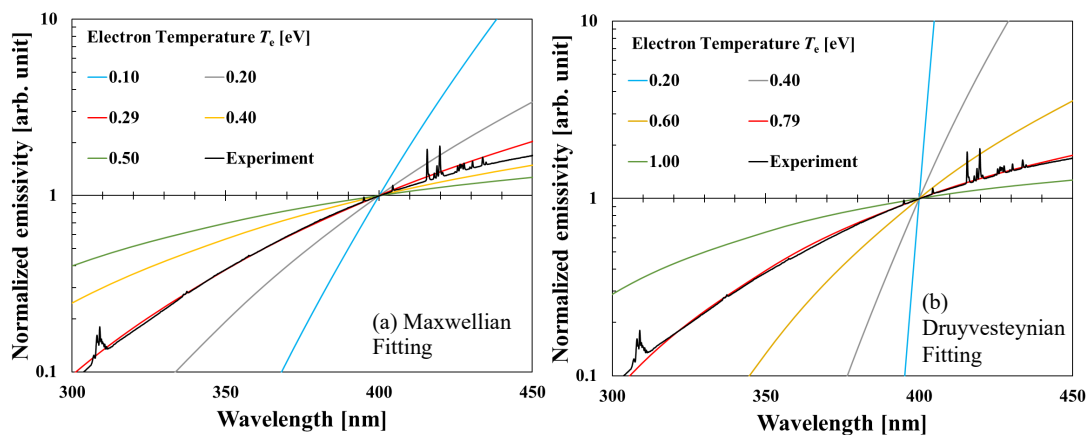 10
Electron Temperature Te [eV]
0.10 0.20
0.29 0.40
0.50 Experiment
1
(a) Maxwellian
Fitting
0.1
300 350 400 450
Wavelength [nm]
Normalized emissivity [arb. unit]
10
Electron Temperature Te [eV]
0.20 0.40
0.60 0.79
1.00 Experiment
1
(b)
Druyvesteynian
Fitting
0.1
300 350 400 450
Wavelength [nm]
Normalized emissivity [arb. unit]